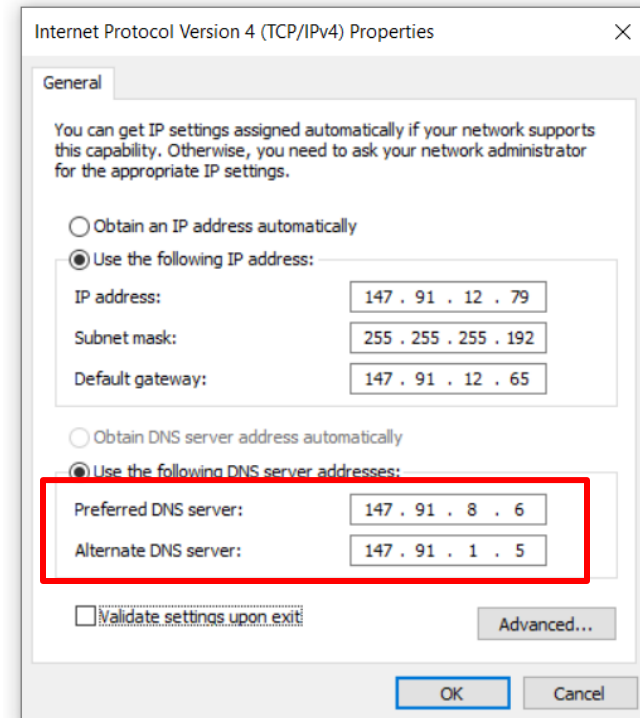 Internet Protocol Version 4 (TCP/IPv4) Properties
General
You can get IP settings assigned automatically if your network supports
this capability. Otherwise, you need to ask your network administrator
for the appropriate IP settings.
Obtain an IP address automatically
Use the following IP address:
IP address: 147 . 91 . 12 . 79
Subnet mask: 255 . 255 . 255 . 192
Default gateway: 147 . 91 . 12 . 65
Obtain DNS server address automatically
Use the following DNS server addresses:
Preferred DNS server: 147 . 91 . 8 . 6
Alternate DNS server: 147 . 91 . 1 . 5
Validate settings upon exit
Advanced...
OK Cancel